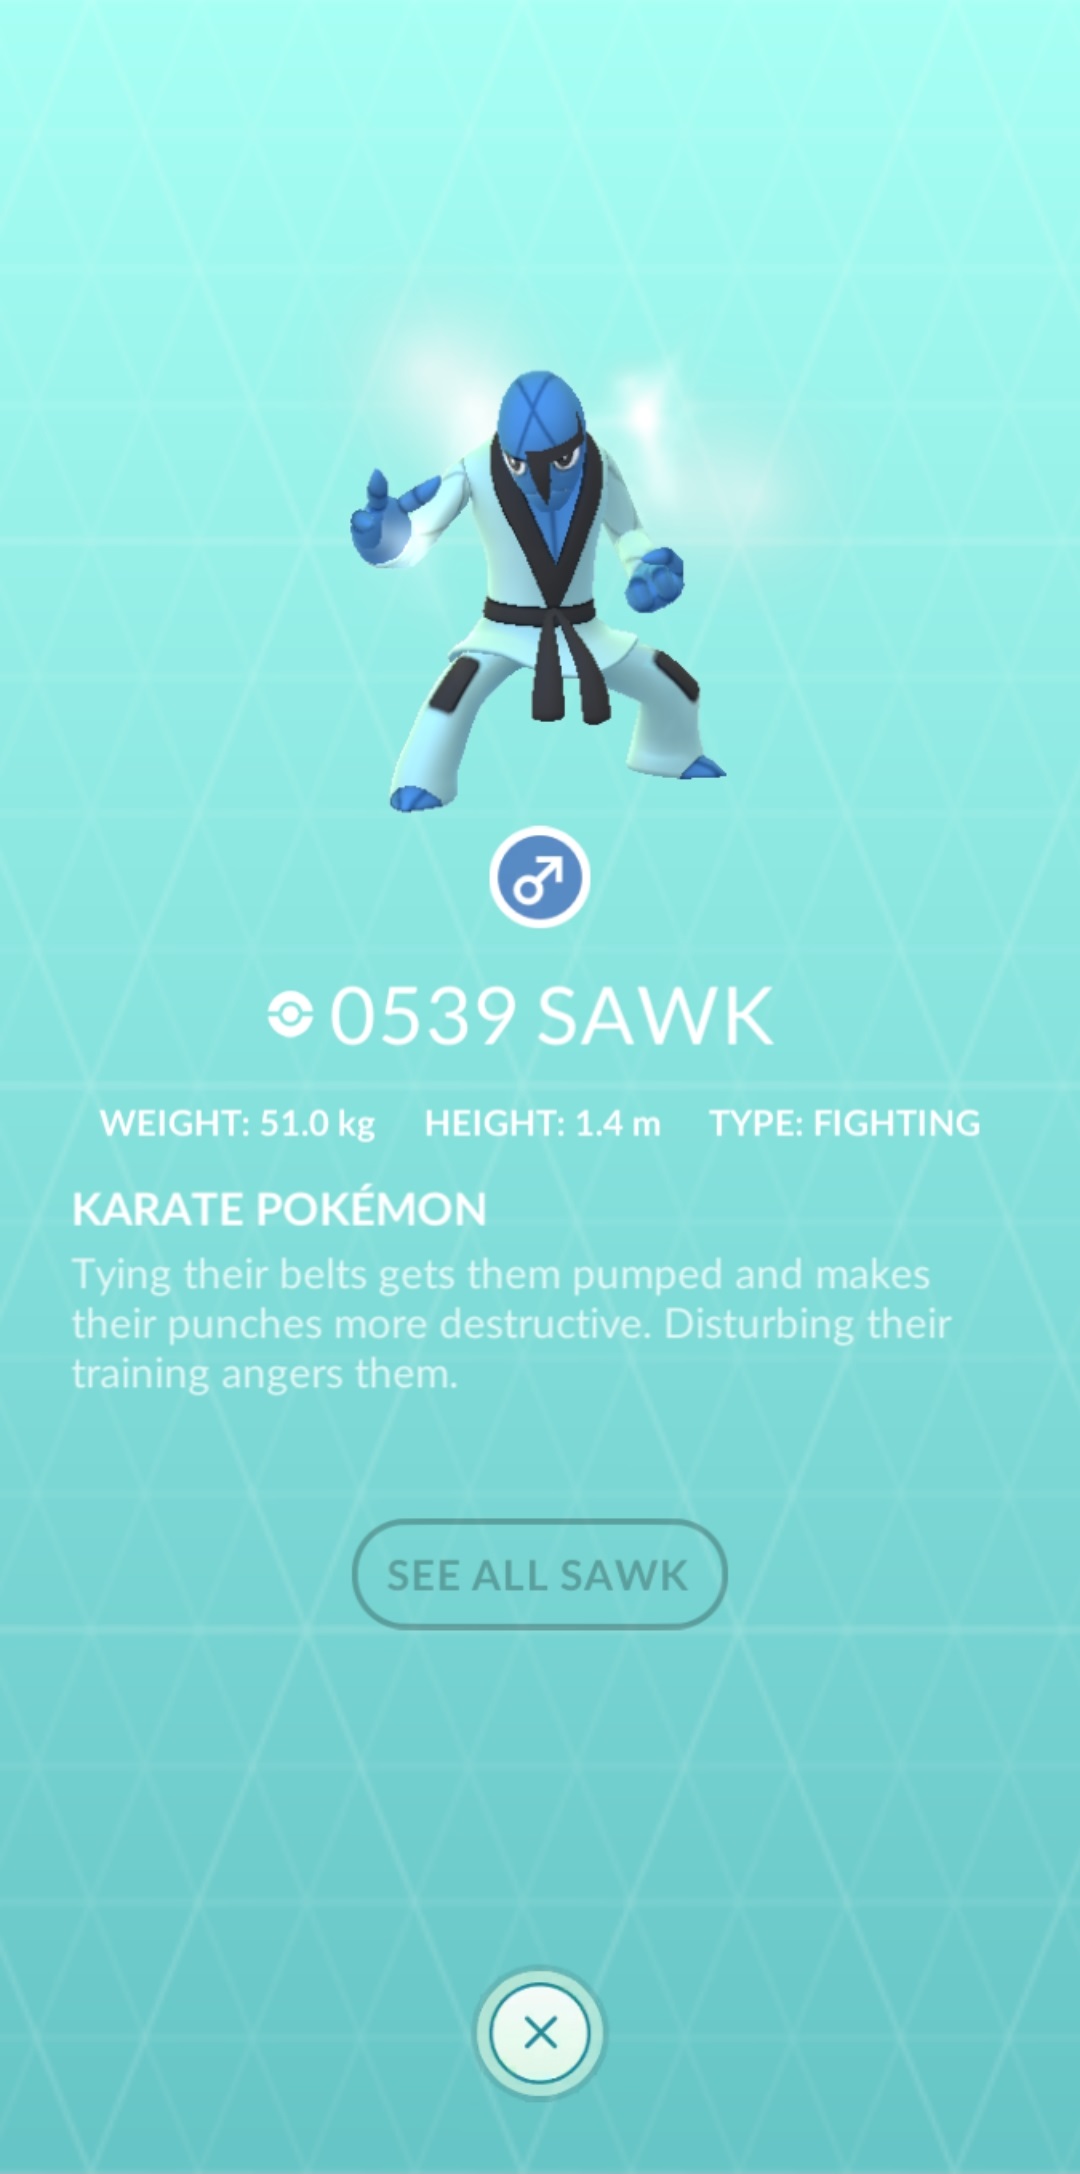 0539 SAWK
WEIGHT: 51.0 kg HEIGHT: 1.4 m TYPE: FIGHTING
KARATE POKÉMON
Tying their belts gets them pumped and makes
their punches more destructive. Disturbing their
training angers them.
SEE ALL SAWK